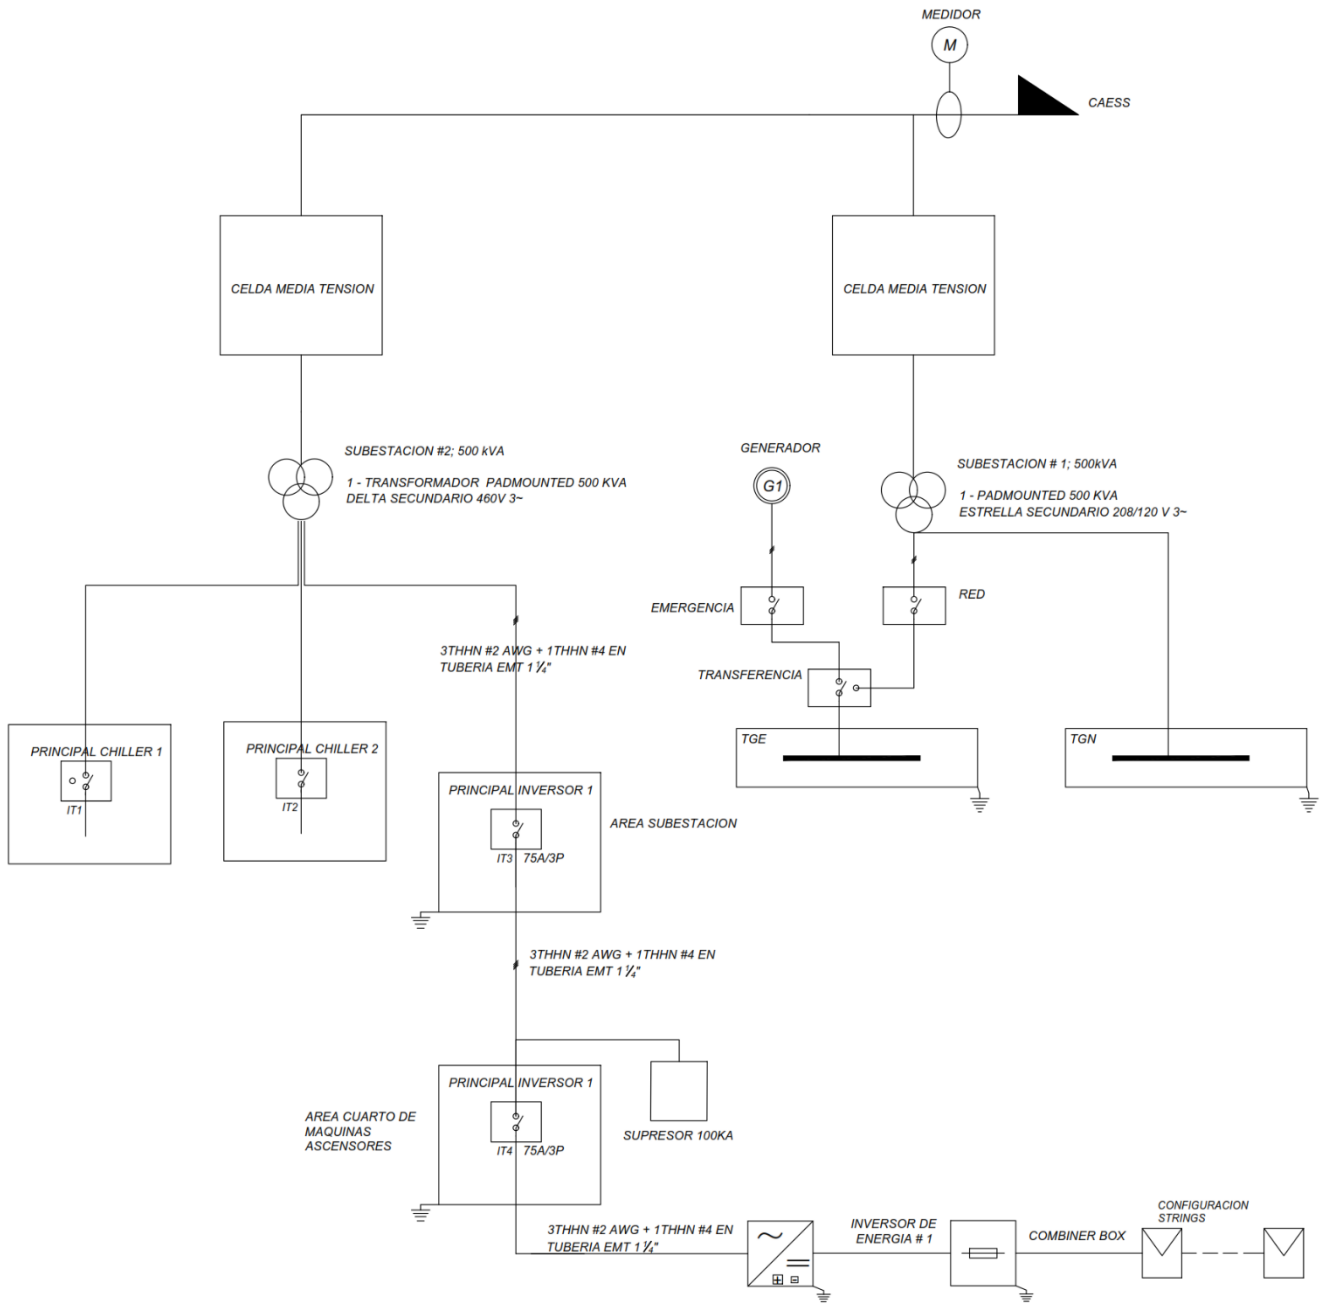 MEDIDOR
M
CAESS
CELDA MEDIA TENSION
CELDA MEDIA TENSION
SUBESTACION #2; 500 kVA
1 - TRANSFORMADOR PADMOUNTED 500 KVA
DELTA SECUNDARIO 460V 3~
GENERADOR
G1
SUBESTACION # 1; 500kVA
1 - PADMOUNTED 500 KVA
ESTRELLA SECUNDARIO 208/120 V 3~
EMERGENCIA
RED
TRANSFERENCIA
3THHN #2 AWG + 1THHN #4 EN
TUBERIA EMT 1 ¼"
PRINCIPAL CHILLER 1
IT1
PRINCIPAL CHILLER 2
IT2
TGE
TGN
PRINCIPAL INVERSOR 1
IT3 75A/3P
AREA SUBESTACION
3THHN #2 AWG + 1THHN #4 EN
TUBERIA EMT 1 ¼"
PRINCIPAL INVERSOR 1
IT4 75A/3P
AREA CUARTO DE
MAQUINAS
ASCENSORES
SUPRESOR 100KA
3THHN #2 AWG + 1THHN #4 EN
TUBERIA EMT 1 ¼"
INVERSOR DE
ENERGIA # 1
COMBINER BOX
CONFIGURACION
STRINGS